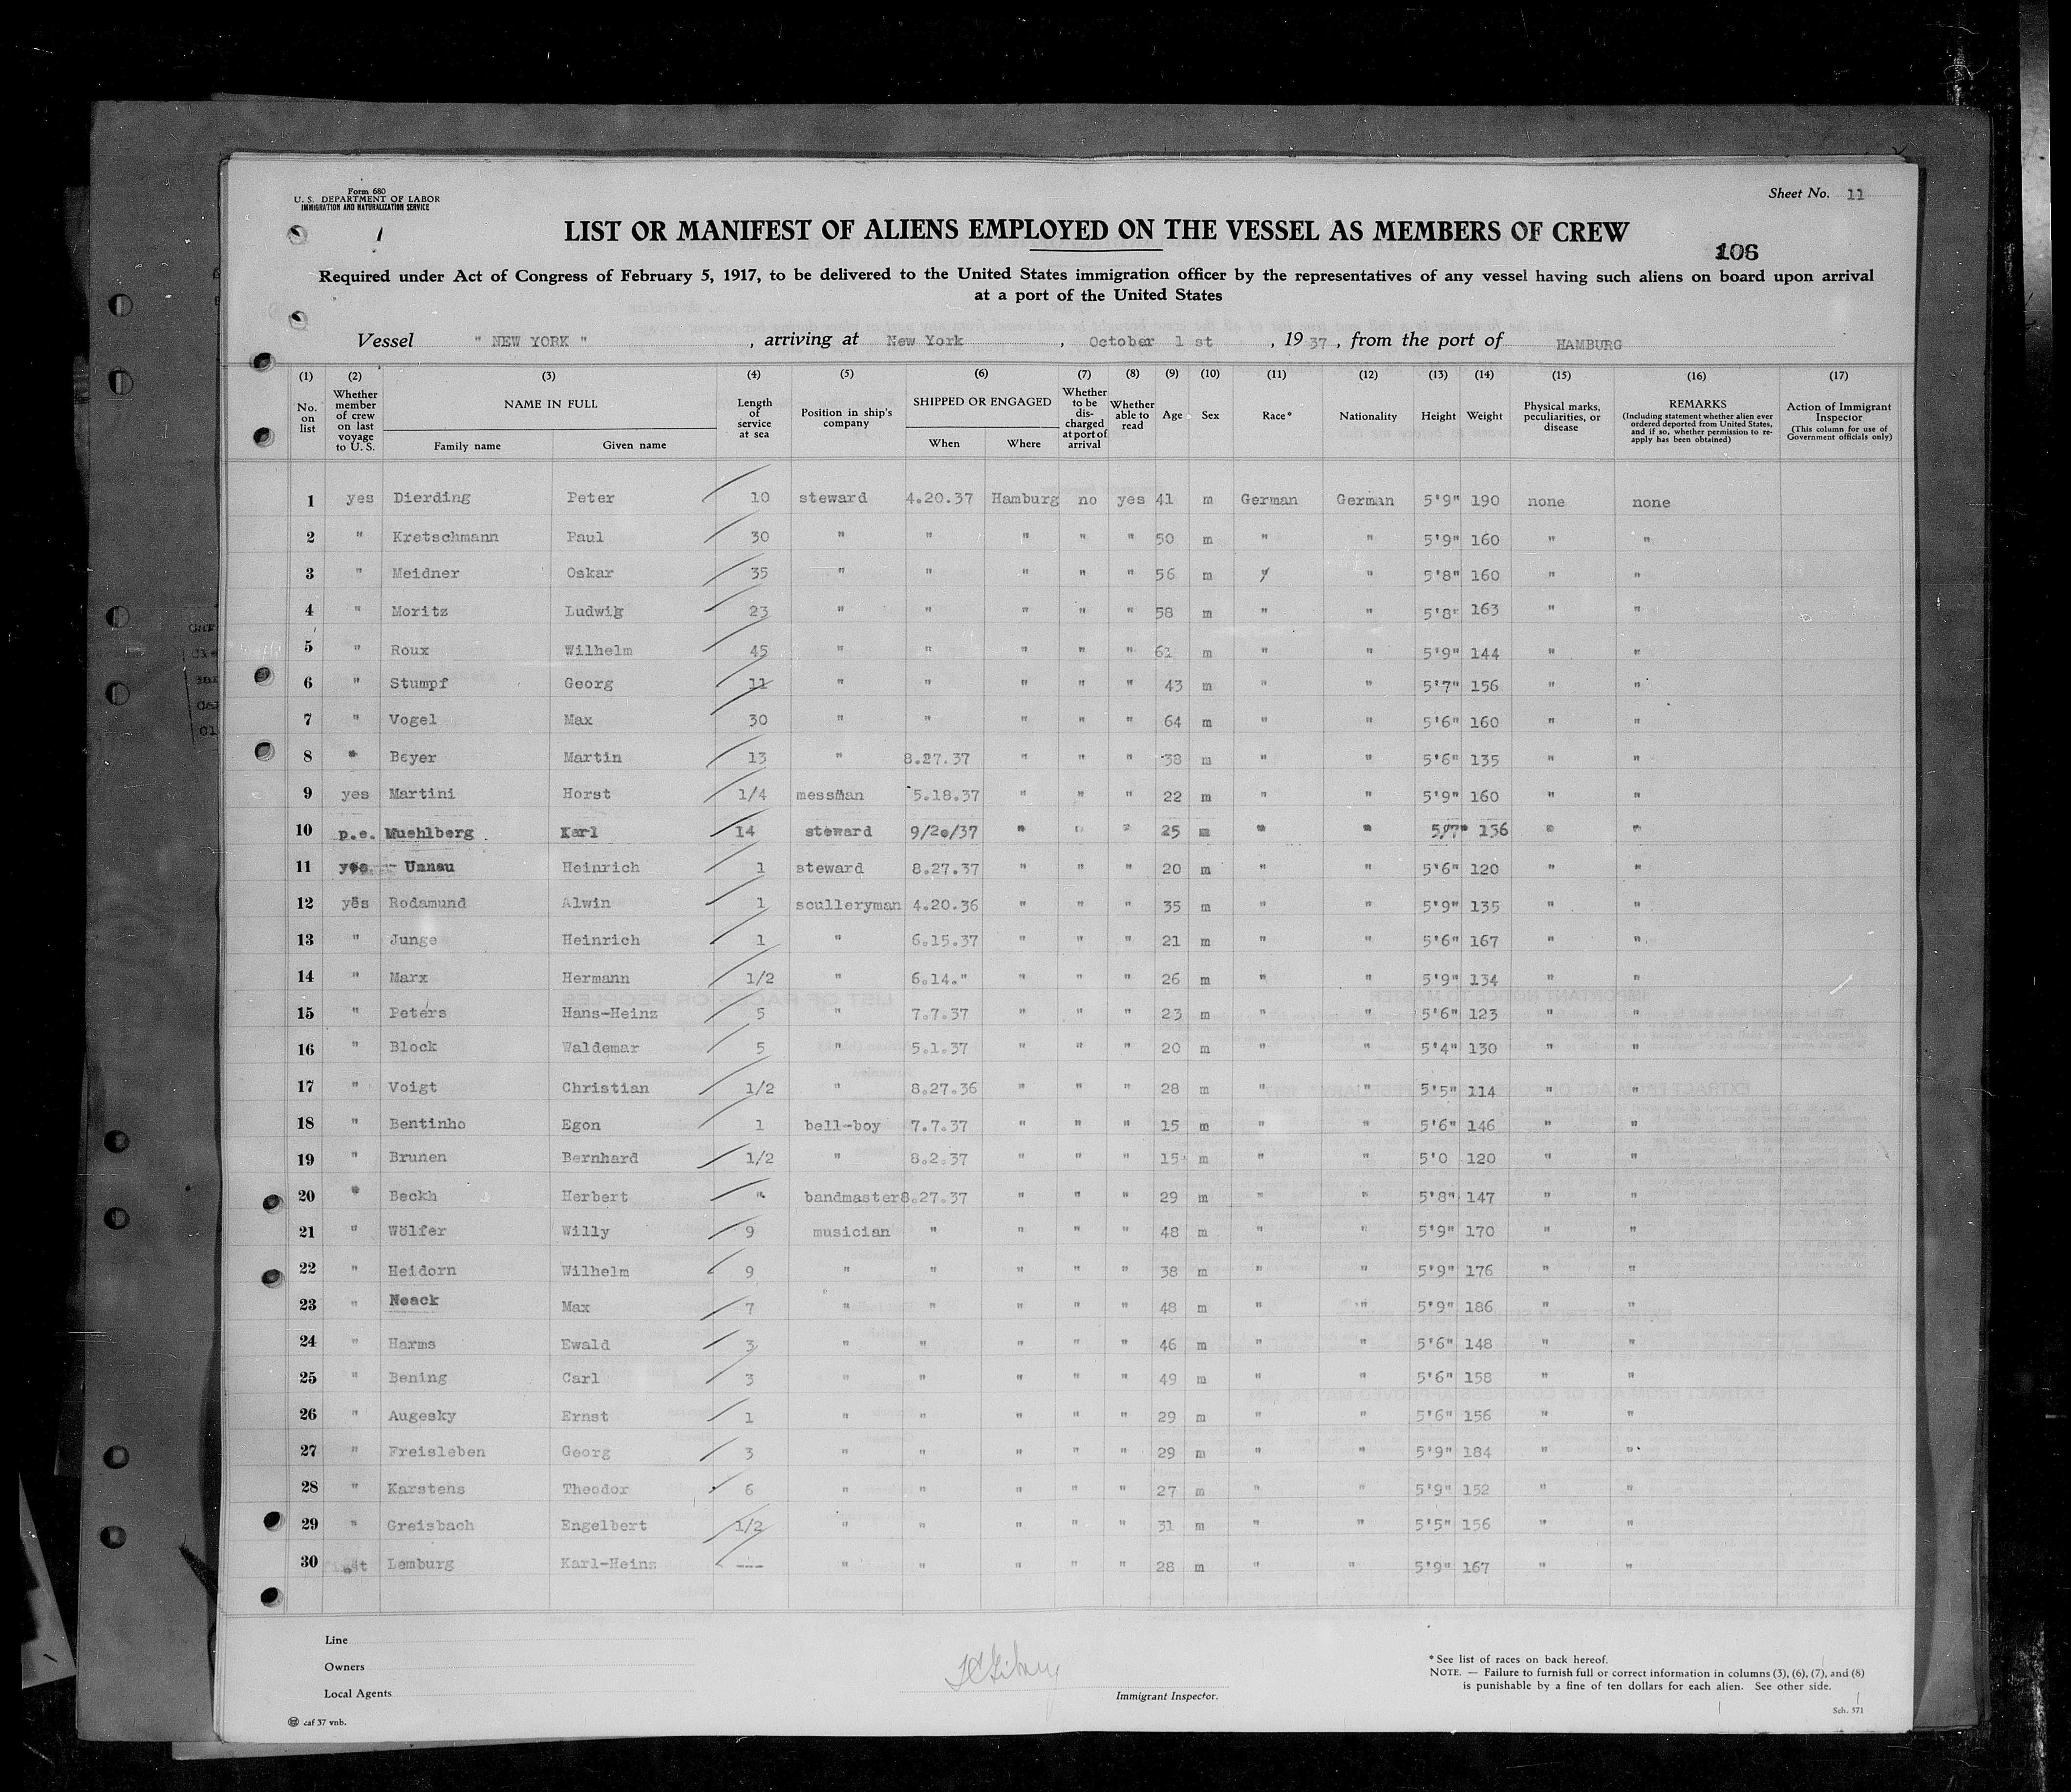 Form 680
U. S. DEPARTMENT OF LABOR
IMMIGRATION AND NATURALIZATION SERVICE
Sheet No. 11
LIST OR MANIFEST OF ALIENS EMPLOYED ON THE VESSEL AS MEMBERS OF CREW
106
Required under Act of Congress of February 5, 1917, to be delivered to the United States immigration officer by the representatives of any vessel having such aliens on board upon arrival
at a port of the United States
Vessel " NEW YORK " , arriving at New York , October 1 st , 19 37 , from the port of HAMBURG
(1) (2) (3) (4) (5) (6) (7) (8) (9) (10) (11) (12) (13) (14) (15) (16) (17)
No. on list
Whether member of crew on last voyage to U. S.
NAME IN FULL
Family name Given name
Length of service at sea
Position in ship's company
SHIPPED OR ENGAGED
When Where
Whether to be discharged at port of arrival
Whether able to read
Age Sex Race* Nationality Height Weight
Physical marks, peculiarities, or disease
REMARKS
(Including statement whether alien ever ordered deported from United States, and if so, whether permission to reapply has been obtained)
Action of Immigrant Inspector
(This column for use of Government officials only)
1 yes Dierding Peter 10 steward 4.20.37 Hamburg no yes 41 m German German 5'9" 190 none none
2 " Kretschmann Paul 30 " " " " " 50 m " " 5'9" 160 " "
3 " Meidner Oskar 35 " " " " " 56 m " " 5'8" 160 " "
4 " Moritz Ludwig 23 " " " " " 58 m " " 5'8" 163 " "
5 " Roux Wilhelm 45 " " " " " 61 m " " 5'9" 144 " "
6 " Stumpf Georg 11 " " " " " 43 m " " 5'7" 156 " "
7 " Vogel Max 30 " " " " " 64 m " " 5'6" 160 " "
8 " Beyer Martin 13 " 8.27.37 " " " 38 m " " 5'6" 135 " "
9 yes Martini Horst 1/4 messman 5.18.37 " " " 22 m " " 5'9" 160 " "
10 p.e. Muehlberg Karl 14 steward 9/20/37 " " " 25 m " " 5'7" 136 " "
11 yes Unnau Heinrich 1 steward 8.27.37 " " " 20 m " " 5'6" 120 " "
12 yes Rodamund Alwin 1 sculleryman 4.20.36 " " " 35 m " " 5'9" 135 " "
13 " Junge Heinrich 1 " 6.15.37 " " " 21 m " " 5'6" 167 " "
14 " Marx Hermann 1/2 " 6.14." " " " 26 m " " 5'9" 134 " "
15 " Peters Hans-Heinz 5 " 7.7.37 " " " 23 m " " 5'6" 123 " "
16 " Block Waldemar 5 " 5.1.37 " " " 20 m " " 5'4" 130 " "
17 " Voigt Christian 1/2 " 8.27.36 " " " 28 m " " 5'5" 114 " "
18 " Bentinho Egon 1 bell-boy 7.7.37 " " " 15 m " " 5'6" 146 " "
19 " Brunen Bernhard 1/2 " 8.2.37 " " " 15 m " " 5'0 120 " "
20 " Beckh Herbert " bandmaster 8.27.37 " " " 29 m " " 5'8" 147 " "
21 " Wölfer Willy 9 musician " " " " 48 m " " 5'9" 170 " "
22 " Heidorn Wilhelm 9 " " " " " 38 m " " 5'9" 176 " "
23 " Noack Max 7 " " " " " 48 m " " 5'9" 186 " "
24 " Harms Ewald 3 " " " " " 46 m " " 5'6" 148 " "
25 " Bening Carl 3 " " " " " 49 m " " 5'6" 158 " "
26 " Augesky Ernst 1 " " " " " 29 m " " 5'6" 156 " "
27 " Freisleben Georg 3 " " " " " 29 m " " 5'9" 184 " "
28 " Karstens Theodor 6 " " " " " 27 m " " 5'9" 152 " "
29 " Greisbach Engelbert 1/2 " " " " " 31 m " " 5'5" 156 " "
30 first Lemburg Karl-Heinz --- " " " " " 28 m " " 5'9" 167 " "
Line
Owners
Local Agents
Immigrant Inspector.
* See list of races on back hereof.
NOTE. — Failure to furnish full or correct information in columns (3), (6), (7), and (8)
is punishable by a fine of ten dollars for each alien. See other side.
caf 37 vnb.
Sch. 571